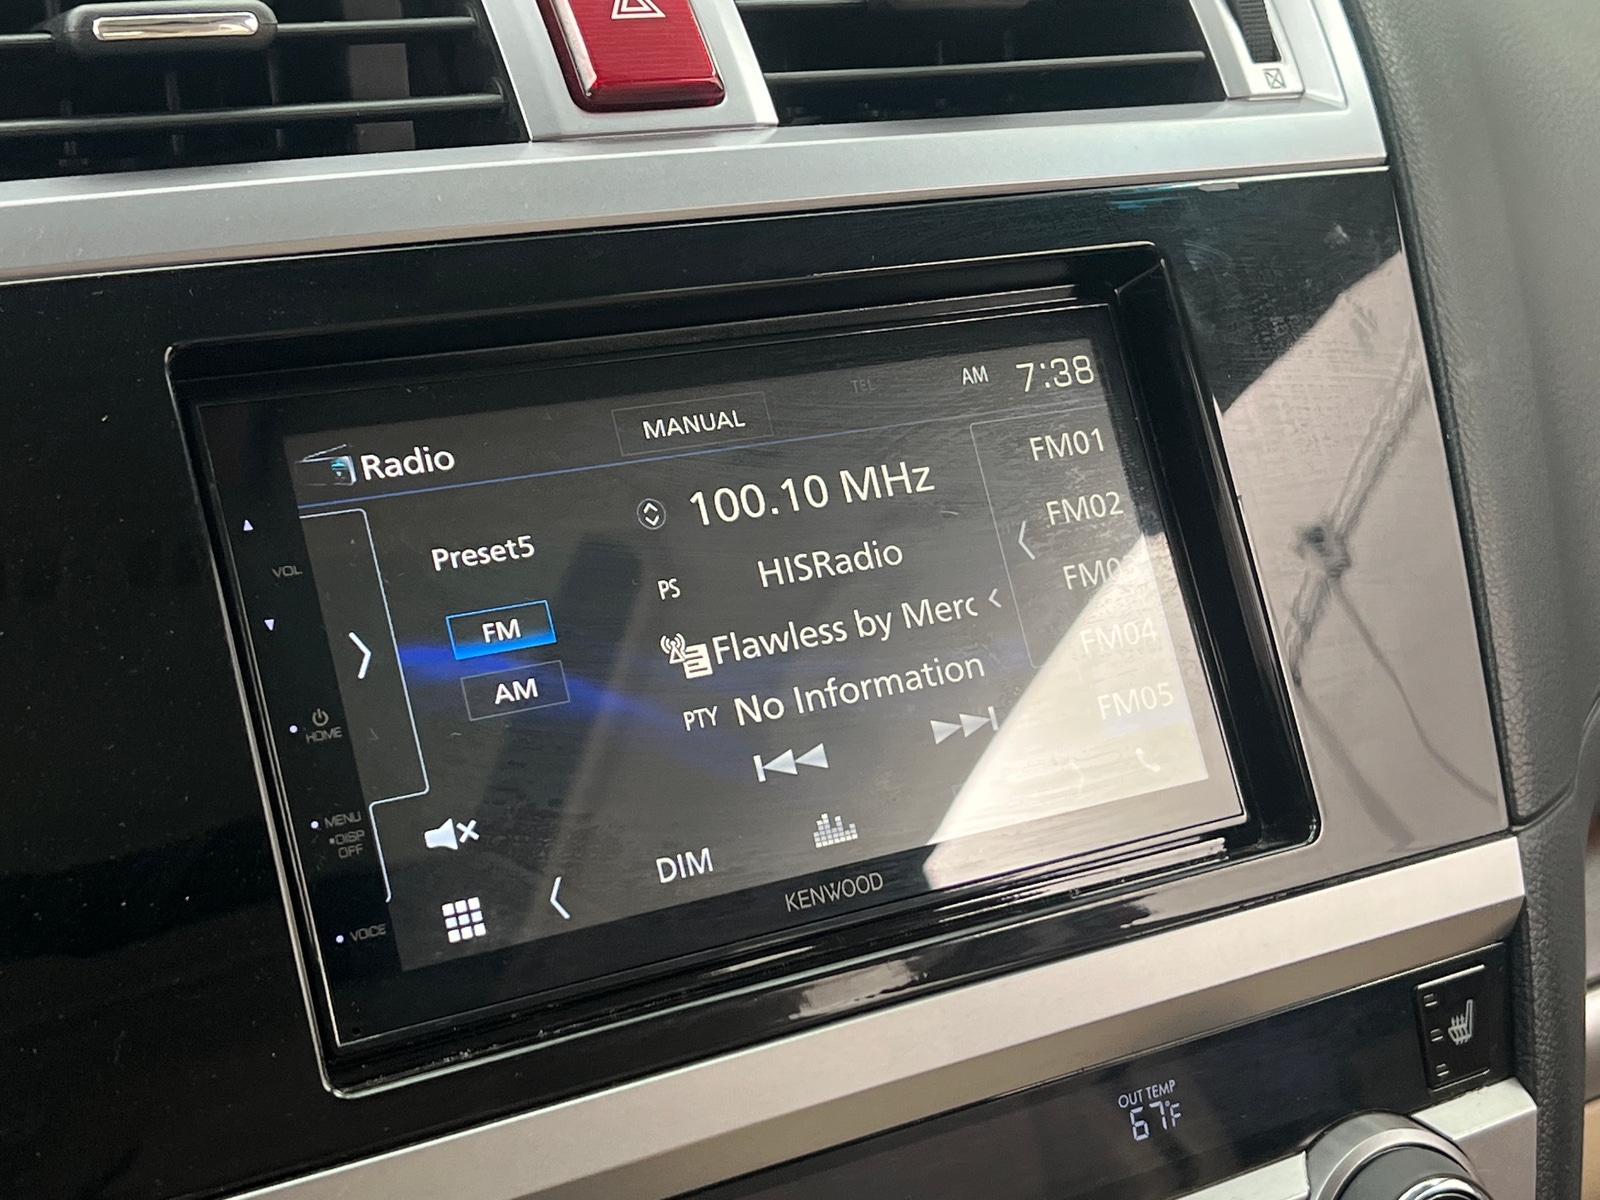 TEL
AM 7:38
MANUAL
Radio
FM01
100.10 MHz
FM02
Preset5
PS HISRadio
VOL
FM
Flawless by Merc
FM04
AM
PTY No Information
FM05
HOME
MENU
DISP
OFF
DIM
KENWOOD
VOICE
OUT TEMP
67°F